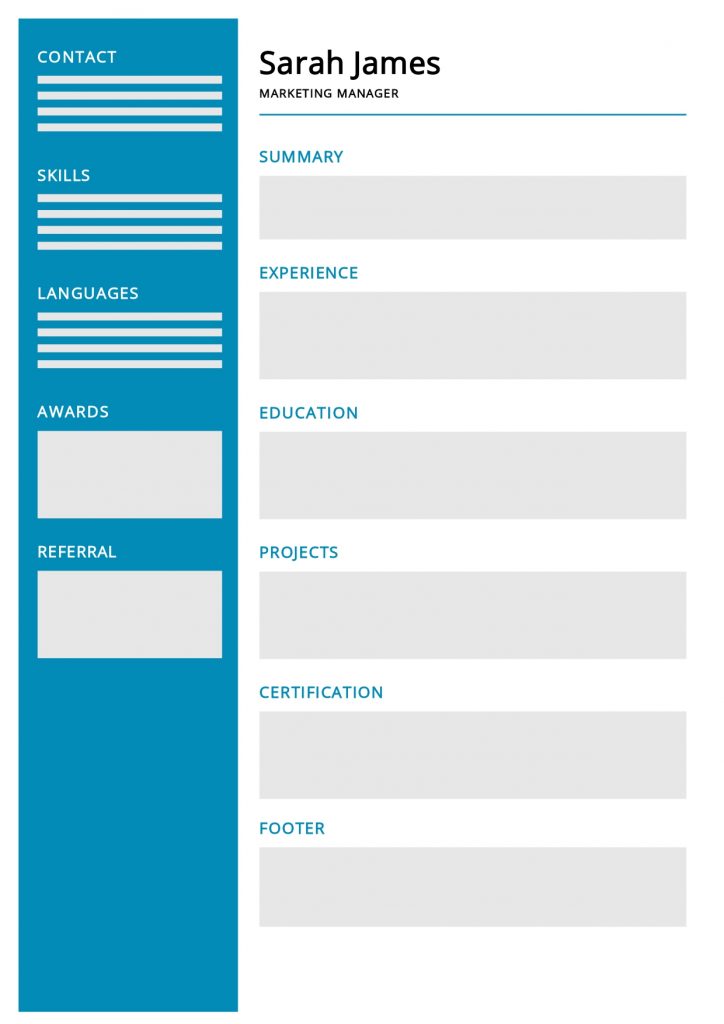 CONTACT
SKILLS
LANGUAGES
AWARDS
REFERRAL
Sarah James
MARKETING MANAGER
SUMMARY
EXPERIENCE
EDUCATION
PROJECTS
CERTIFICATION
FOOTER